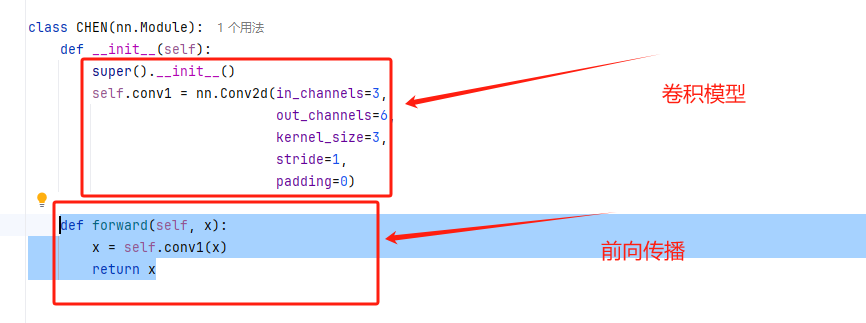 class CHEN(nn.Module): 1 个用法
def __init__(self):
super().__init__()
self.conv1 = nn.Conv2d(in_channels=3,
out_channels=6,
kernel_size=3,
stride=1,
padding=0)
卷积模型
def forward(self, x):
x = self.conv1(x)
return x
前向传播